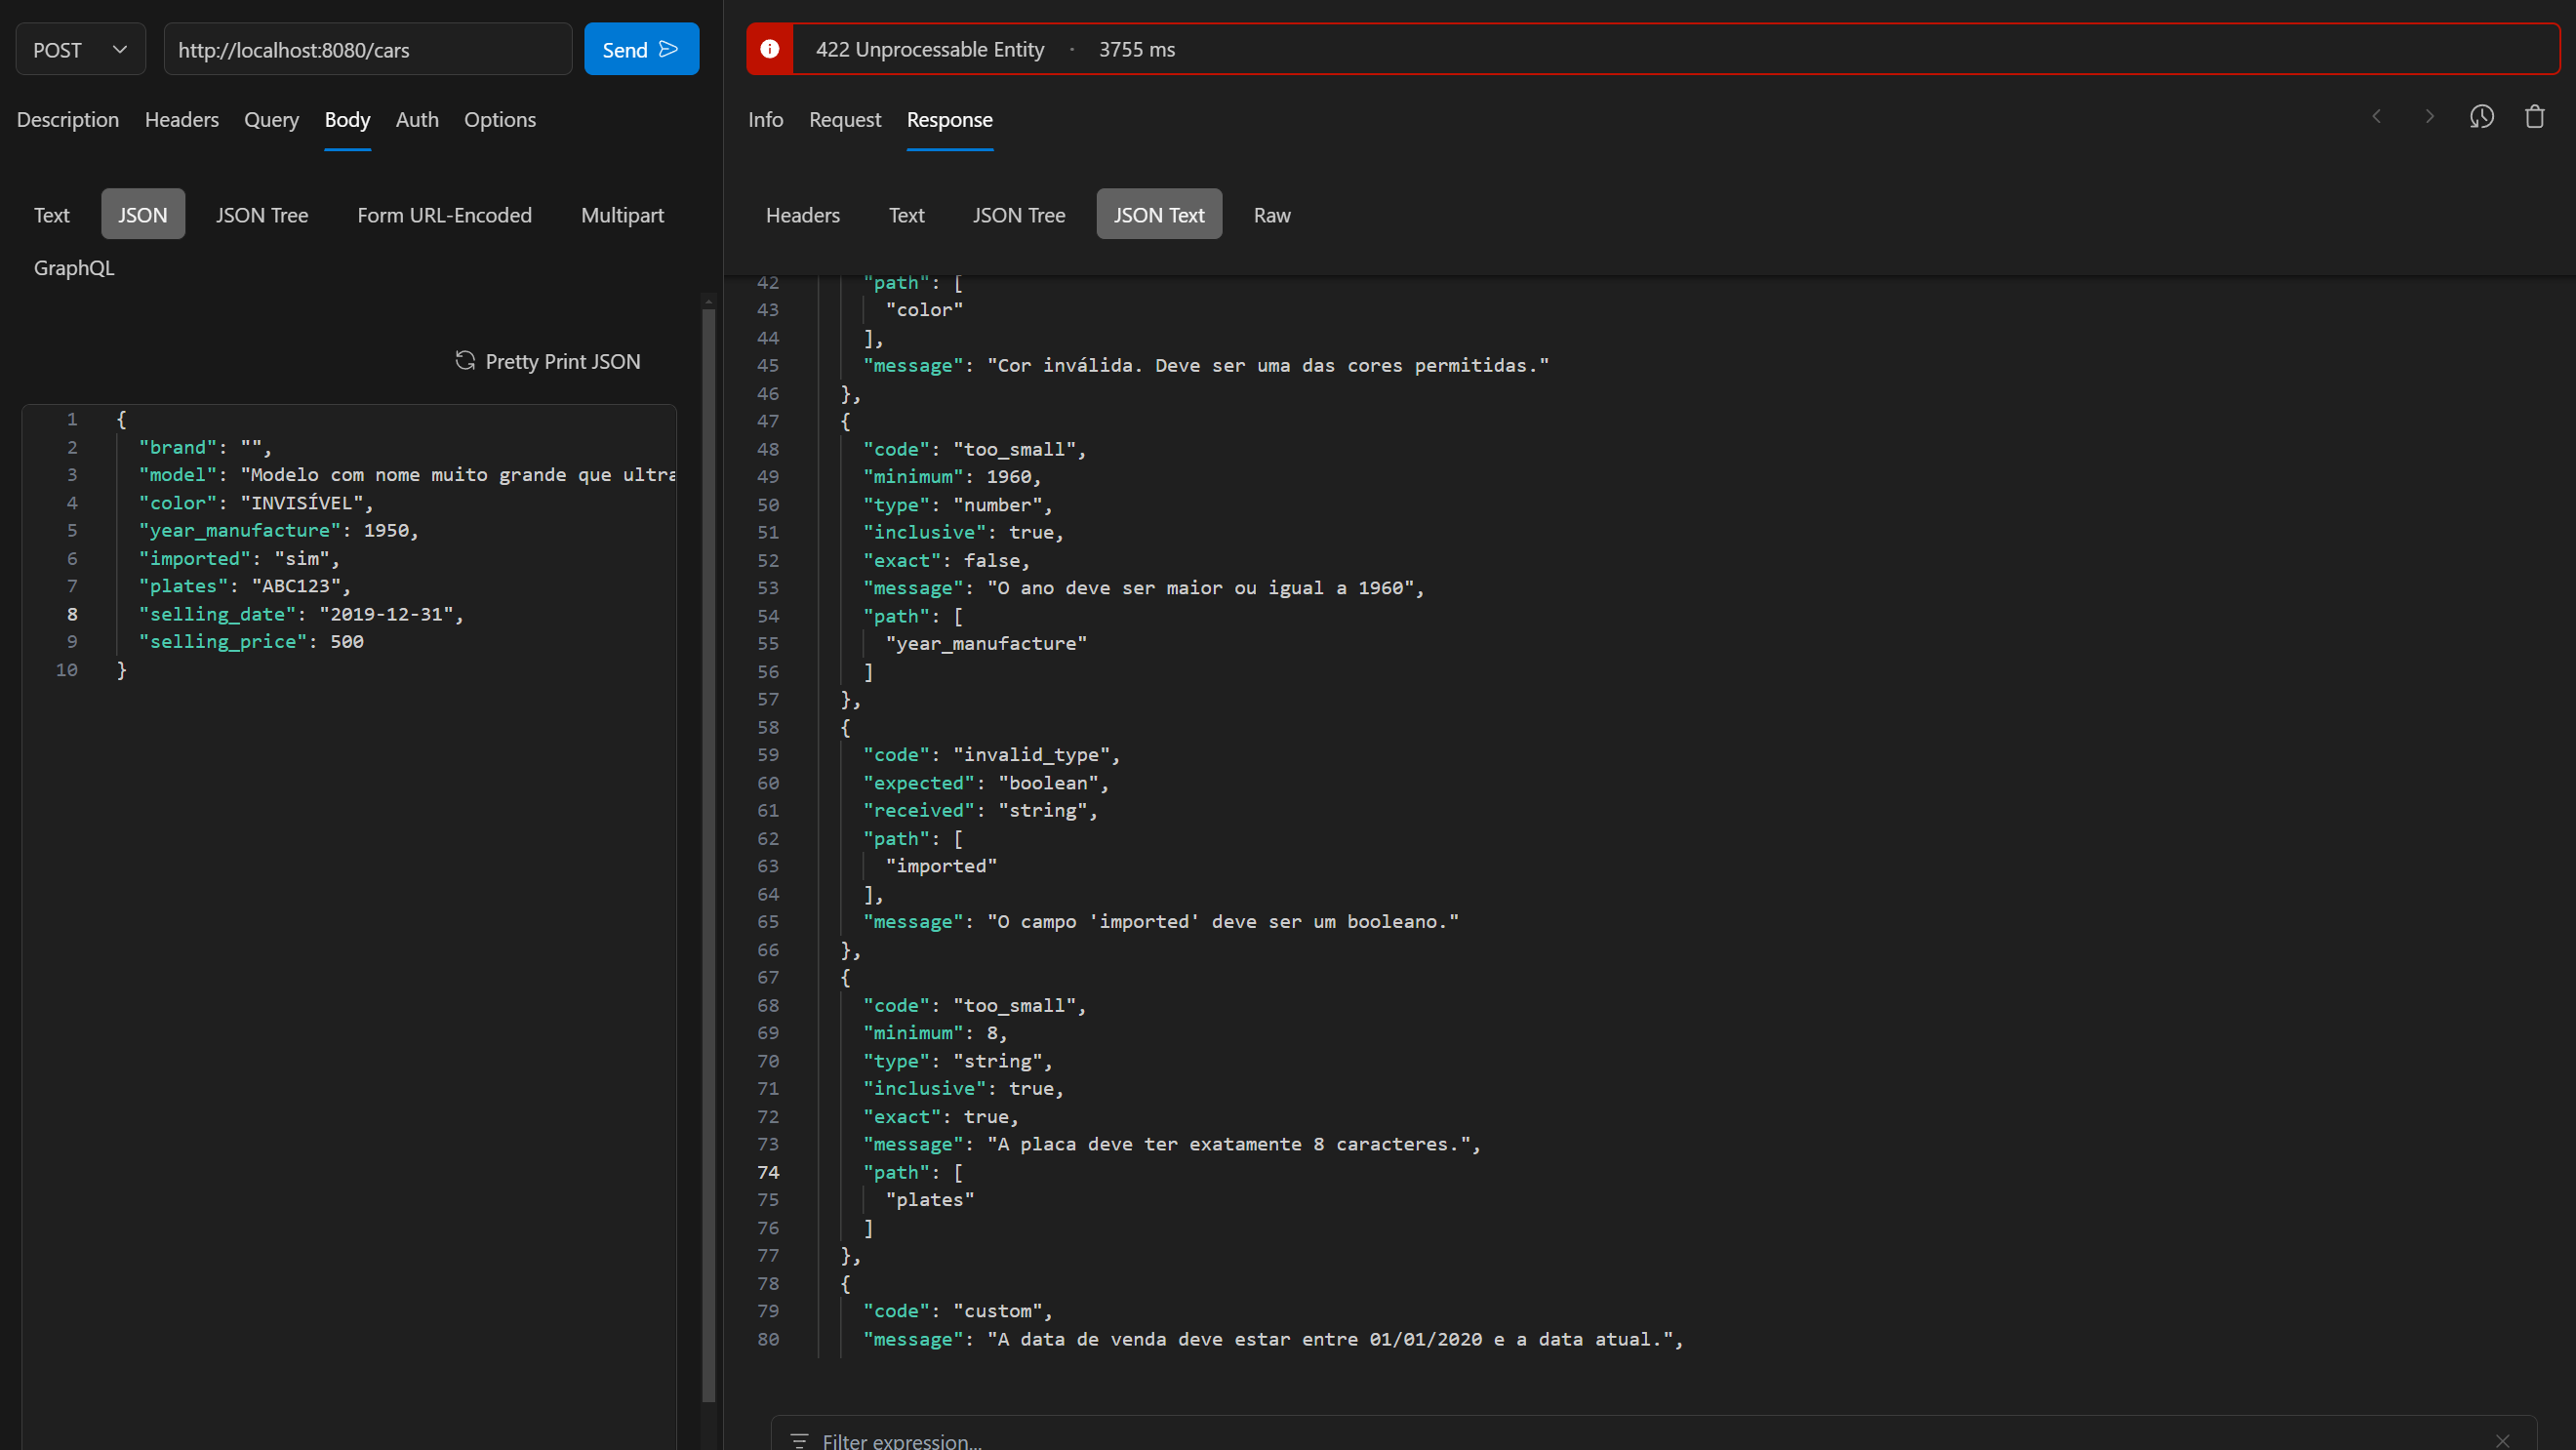 POST
http://localhost:8080/cars
Send
Description Headers Query Body Auth Options
Text JSON JSON Tree Form URL-Encoded Multipart
GraphQL
Pretty Print JSON
1 {
2 "brand": "",
3 "model": "Modelo com nome muito grande que ultra
4 "color": "INVISÍVEL",
5 "year_manufacture": 1950,
6 "imported": "sim",
7 "plates": "ABC123",
8 "selling_date": "2019-12-31",
9 "selling_price": 500
10 }
422 Unprocessable Entity · 3755 ms
Info Request Response
Headers Text JSON Tree JSON Text Raw
42 "path": [
43 "color"
44 ],
45 "message": "Cor inválida. Deve ser uma das cores permitidas."
46 },
47 {
48 "code": "too_small",
49 "minimum": 1960,
50 "type": "number",
51 "inclusive": true,
52 "exact": false,
53 "message": "O ano deve ser maior ou igual a 1960",
54 "path": [
55 "year_manufacture"
56 ]
57 },
58 {
59 "code": "invalid_type",
60 "expected": "boolean",
61 "received": "string",
62 "path": [
63 "imported"
64 ],
65 "message": "O campo 'imported' deve ser um booleano."
66 },
67 {
68 "code": "too_small",
69 "minimum": 8,
70 "type": "string",
71 "inclusive": true,
72 "exact": true,
73 "message": "A placa deve ter exatamente 8 caracteres.",
74 "path": [
75 "plates"
76 ]
77 },
78 {
79 "code": "custom",
80 "message": "A data de venda deve estar entre 01/01/2020 e a data atual.",
Filter expression...